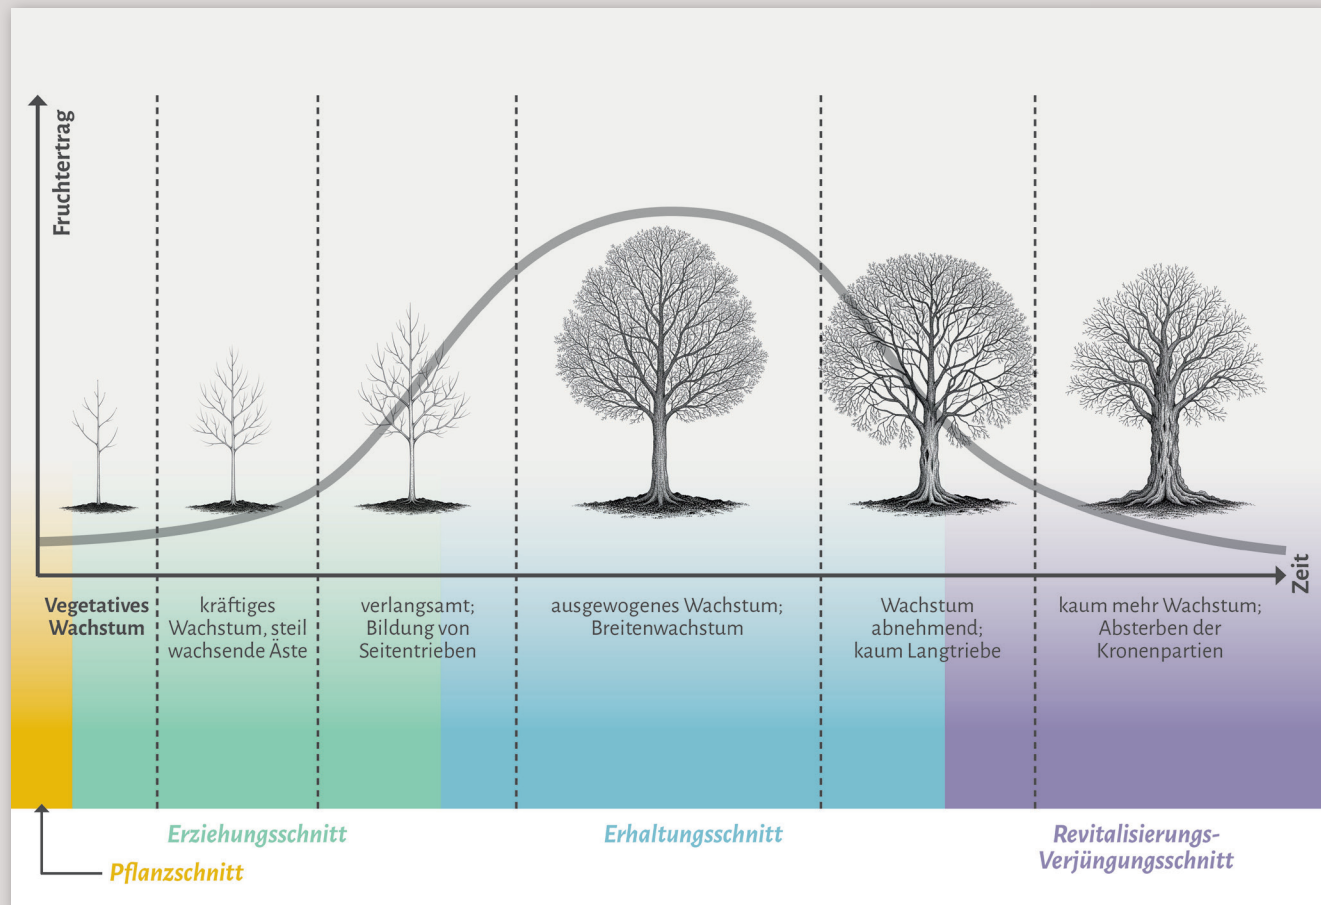 Fruchtertrag
Zeit
Vegetatives
Wachstum
kräftiges
Wachstum, steil
wachsende Äste
verlangsamt;
Bildung von
Seitentrieben
ausgewogenes Wachstum;
Breitenwachstum
Wachstum
abnehmend;
kaum Langtriebe
kaum mehr Wachstum;
Absterben der
Kronenpartien
Erziehungsschnitt
Erhaltungsschnitt
Revitalisierungs-
Verjüngungsschnitt
Pflanzschnitt